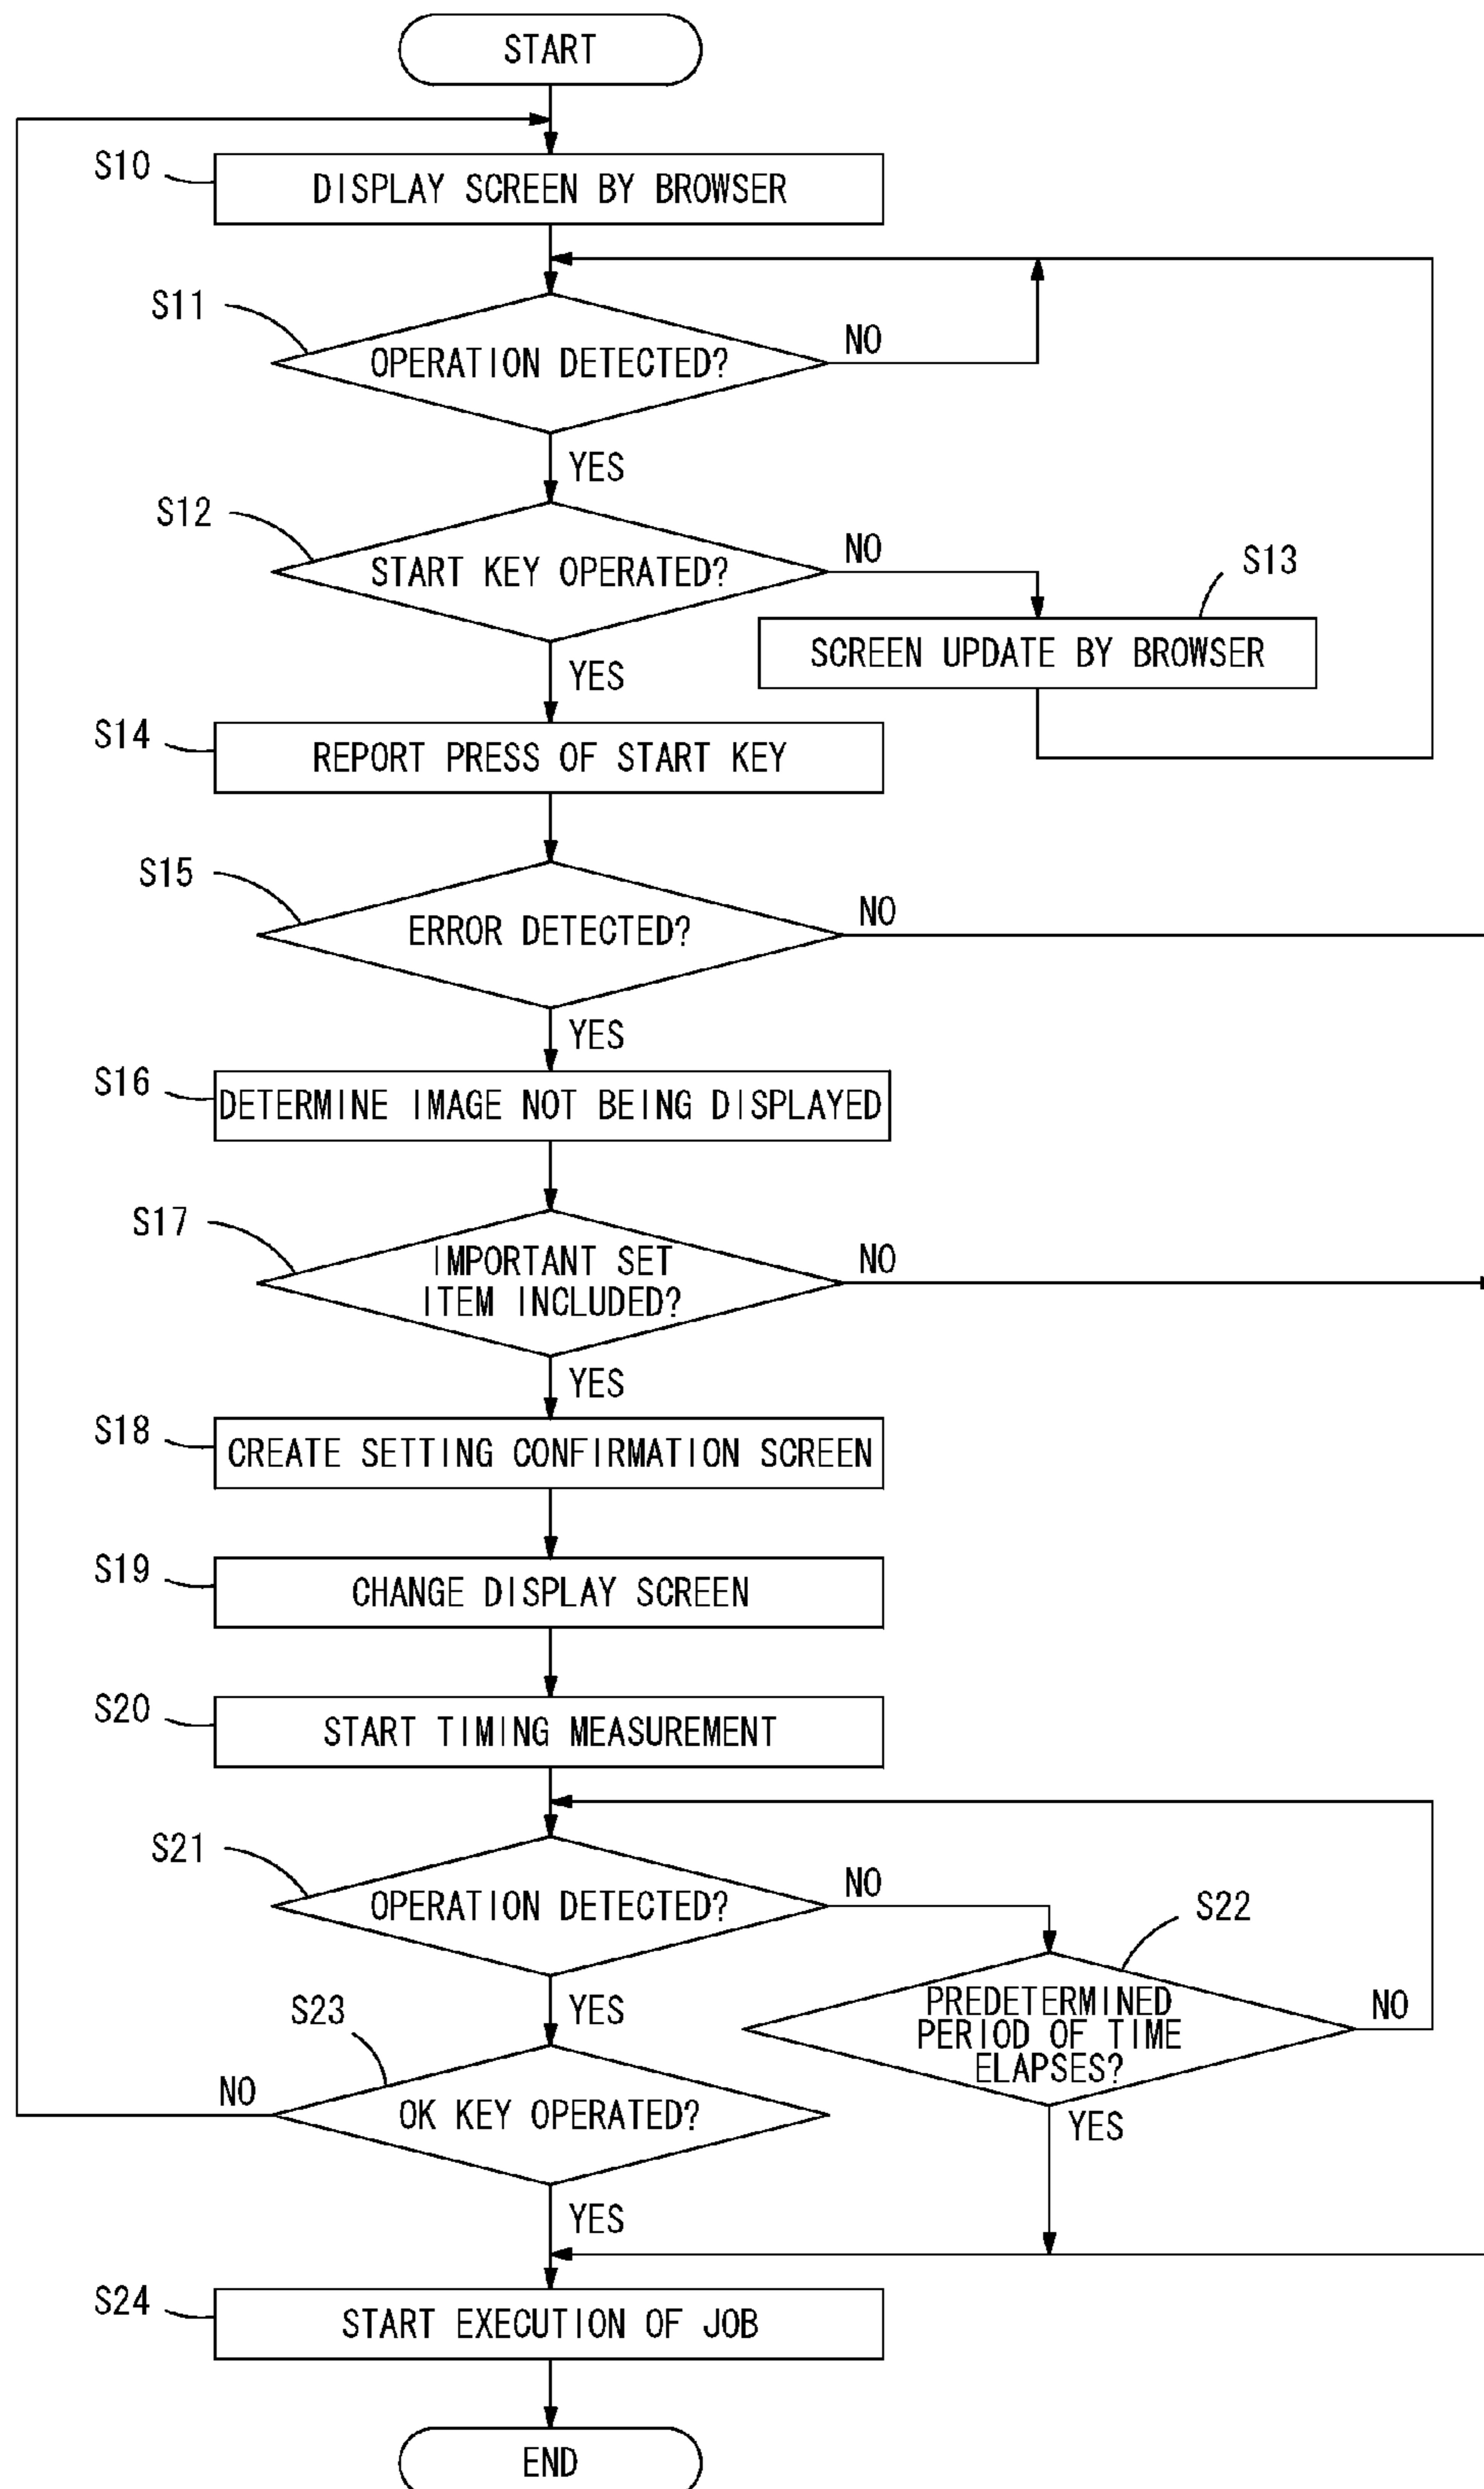 START
S10
DISPLAY SCREEN BY BROWSER
S11
OPERATION DETECTED?
NO
YES
S12
START KEY OPERATED?
NO
S13
SCREEN UPDATE BY BROWSER
YES
S14
REPORT PRESS OF START KEY
S15
ERROR DETECTED?
NO
YES
S16
DETERMINE IMAGE NOT BEING DISPLAYED
S17
IMPORTANT SET
ITEM INCLUDED?
NO
YES
S18
CREATE SETTING CONFIRMATION SCREEN
S19
CHANGE DISPLAY SCREEN
S20
START TIMING MEASUREMENT
S21
OPERATION DETECTED?
NO
S22
PREDETERMINED
PERIOD OF TIME
ELAPSES?
NO
YES
YES
S23
OK KEY OPERATED?
NO
YES
S24
START EXECUTION OF JOB
END